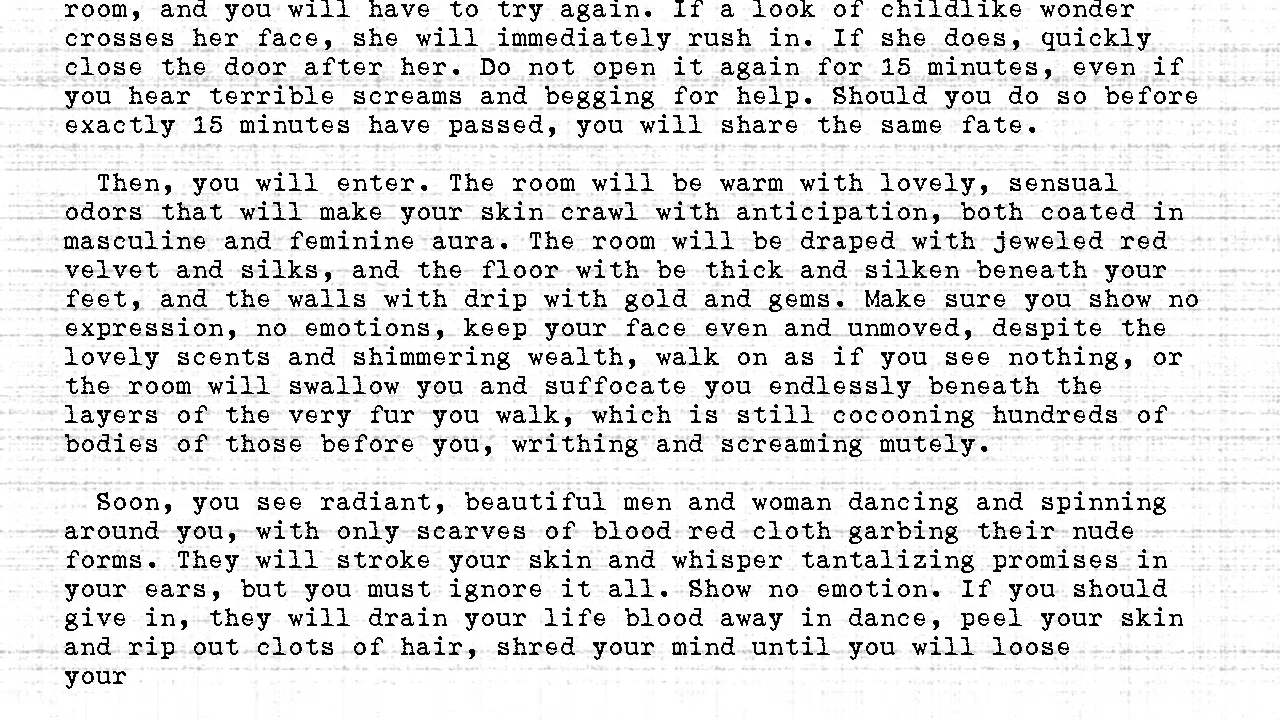 room, and you will have to try again. If a look of childlike wonder
crosses her face, she will immediately rush in. If she does, quickly
close the door after her. Do not open it again for 15 minutes, even if
you hear terrible screams and begging for help. Should you do so before
exactly 15 minutes have passed, you will share the same fate.
Then, you will enter. The room will be warm with lovely, sensual
odors that will make your skin crawl with anticipation, both coated in
masculine and feminine aura. The room will be draped with jeweled red
velvet and silks, and the floor with be thick and silken beneath your
feet, and the walls with drip with gold and gems. Make sure you show no
expression, no emotions, keep your face even and unmoved, despite the
lovely scents and shimmering wealth, walk on as if you see nothing, or
the room will swallow you and suffocate you endlessly beneath the
layers of the very fur you walk, which is still cocooning hundreds of
bodies of those before you, writhing and screaming mutely.
Soon, you see radiant, beautiful men and woman dancing and spinning
around you, with only scarves of blood red cloth garbing their nude
forms. They will stroke your skin and whisper tantalizing promises in
your ears, but you must ignore it all. Show no emotion. If you should
give in, they will drain your life blood away in dance, peel your skin
and rip out clots of hair, shred your mind until you will loose
your